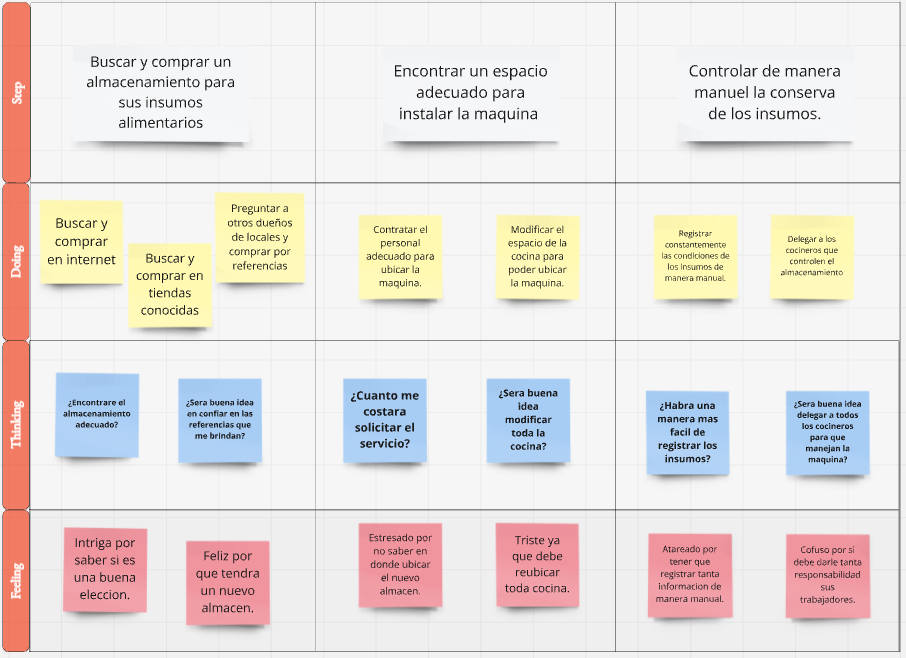 Step
Buscar y comprar un
almacenamiento para
sus insumos
alimentarios
Encontrar un espacio
adecuado para
instalar la maquina
Controlar de manera
manuel la conserva
de los insumos.
Doing
Buscar y
comprar
en internet
Buscar y
comprar en
tiendas
conocidas
Preguntar a
otros dueños
de locales y
comprar por
referencias
Contratar el
personal
adecuado para
ubicar la
maquina.
Modificar el
espacio de la
cocina para
poder ubicar
la maquina.
Registrar
constantemente
las condiciones de
los insumos de
manera manual.
Delegar a los
cocineros que
controlen el
almacenamiento
Thinking
¿Encontrare el
almacenamiento
adecuado?
¿Sera buena idea
en confiar en las
referencias que
me brindan?
¿Cuanto me
costara
solicitar el
servicio?
¿Sera buena
idea
modificar
toda la
cocina?
¿Habra una
manera mas
facil de
registrar los
insumos?
¿Sera buena idea
delegar a todos
los cocineros
para que
manejan la
maquina?
Feeling
Intriga por
saber si es
una buena
eleccion.
Feliz por
que tendra
un nuevo
almacen.
Estresado por
no saber en
donde ubicar
el nuevo
almacen.
Triste ya
que debe
reubicar
toda cocina.
Atareado por
tener que
registrar tanta
informacion de
manera manual.
Cofuso por si
debe darle tanta
responsabilidad
sus
trabajadores.